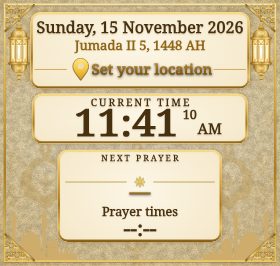 Sunday, 15 November 2026
Jumada II 5, 1448 AH
Set your location
CURRENT TIME
11:41 10 AM
NEXT PRAYER
—
Prayer times
--:--